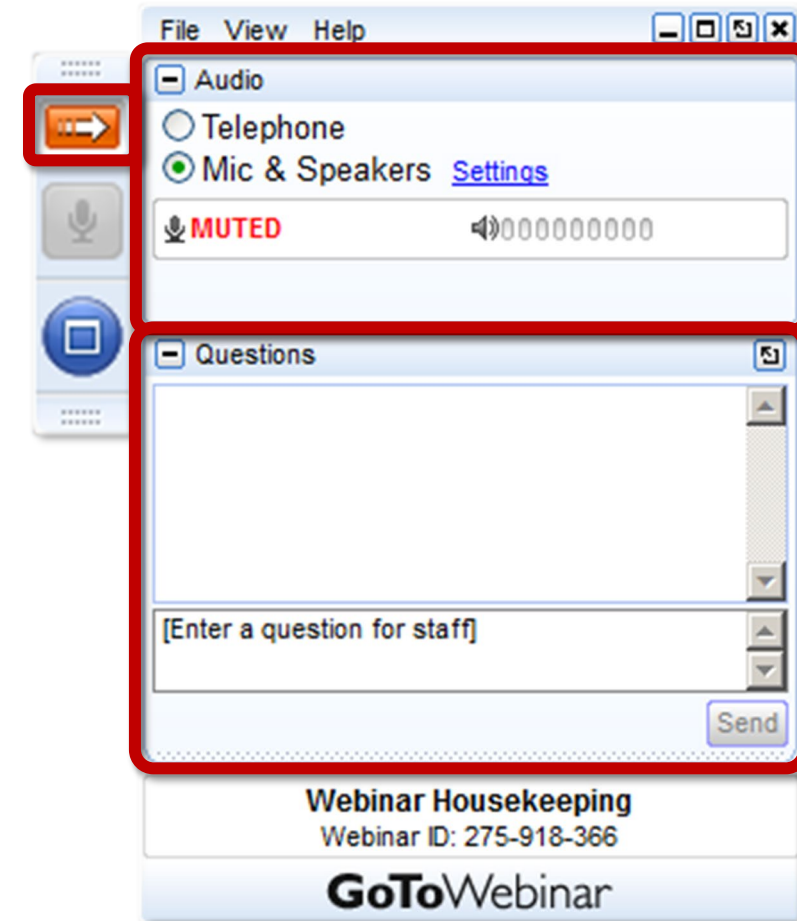 File View Help
Audio
Telephone
Mic & Speakers Settings
MUTED 000000000
Questions
[Enter a question for staff]
Send
Webinar Housekeeping
Webinar ID: 275-918-366
GoToWebinar